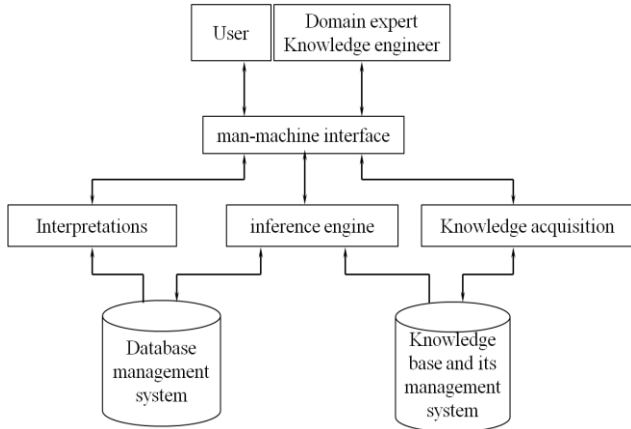 User
Domain expert
Knowledge engineer
man-machine interface
Interpretations
inference engine
Knowledge acquisition
Database
management
system
Knowledge
base and its
management
system